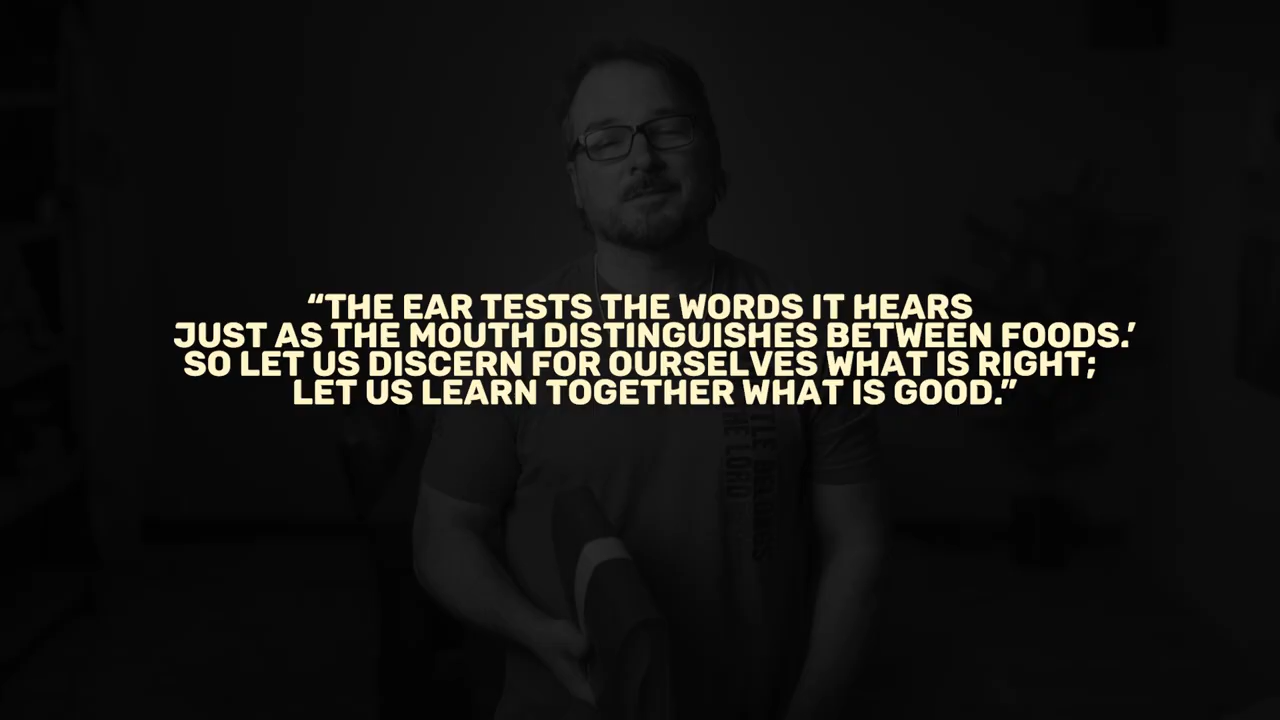 “THE EAR TESTS THE WORDS IT HEARS
JUST AS THE MOUTH DISTINGUISHES BETWEEN FOODS.’
SO LET US DISCERN FOR OURSELVES WHAT IS RIGHT;
LET US LEARN TOGETHER WHAT IS GOOD.”
LORD